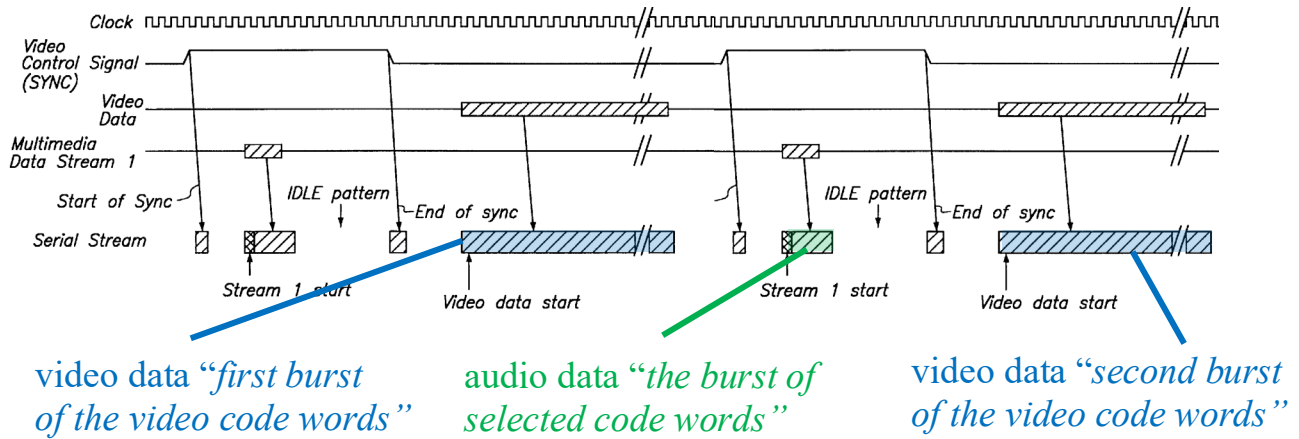 Clock
Video
Control Signal
(SYNC)
Video
Data
Multimedia
Data Stream 1
Start of Sync
IDLE pattern
End of sync
IDLE pattern
End of sync
Serial Stream
Stream 1 start
Video data start
Stream 1 start
Video data start
video data “first burst
of the video code words”
audio data “the burst of
selected code words”
video data “second burst
of the video code words”